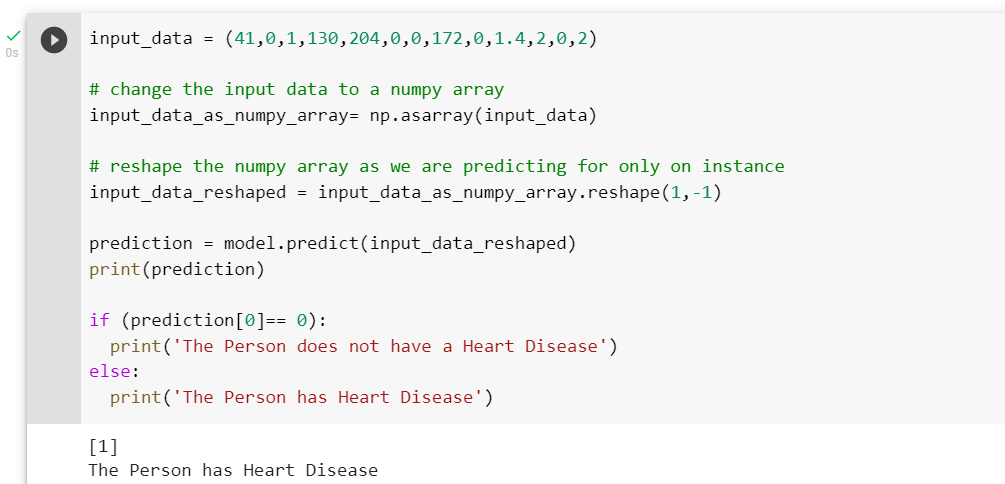 input_data = (41,0,1,130,204,0,0,172,0,1.4,2,0,2)
0s
# change the input data to a numpy array
input_data_as_numpy_array= np.asarray(input_data)
# reshape the numpy array as we are predicting for only on instance
input_data_reshaped = input_data_as_numpy_array.reshape(1,-1)
prediction = model.predict(input_data_reshaped)
print(prediction)
if (prediction[0]== 0):
  print('The Person does not have a Heart Disease')
else:
  print('The Person has Heart Disease')
[1]
The Person has Heart Disease